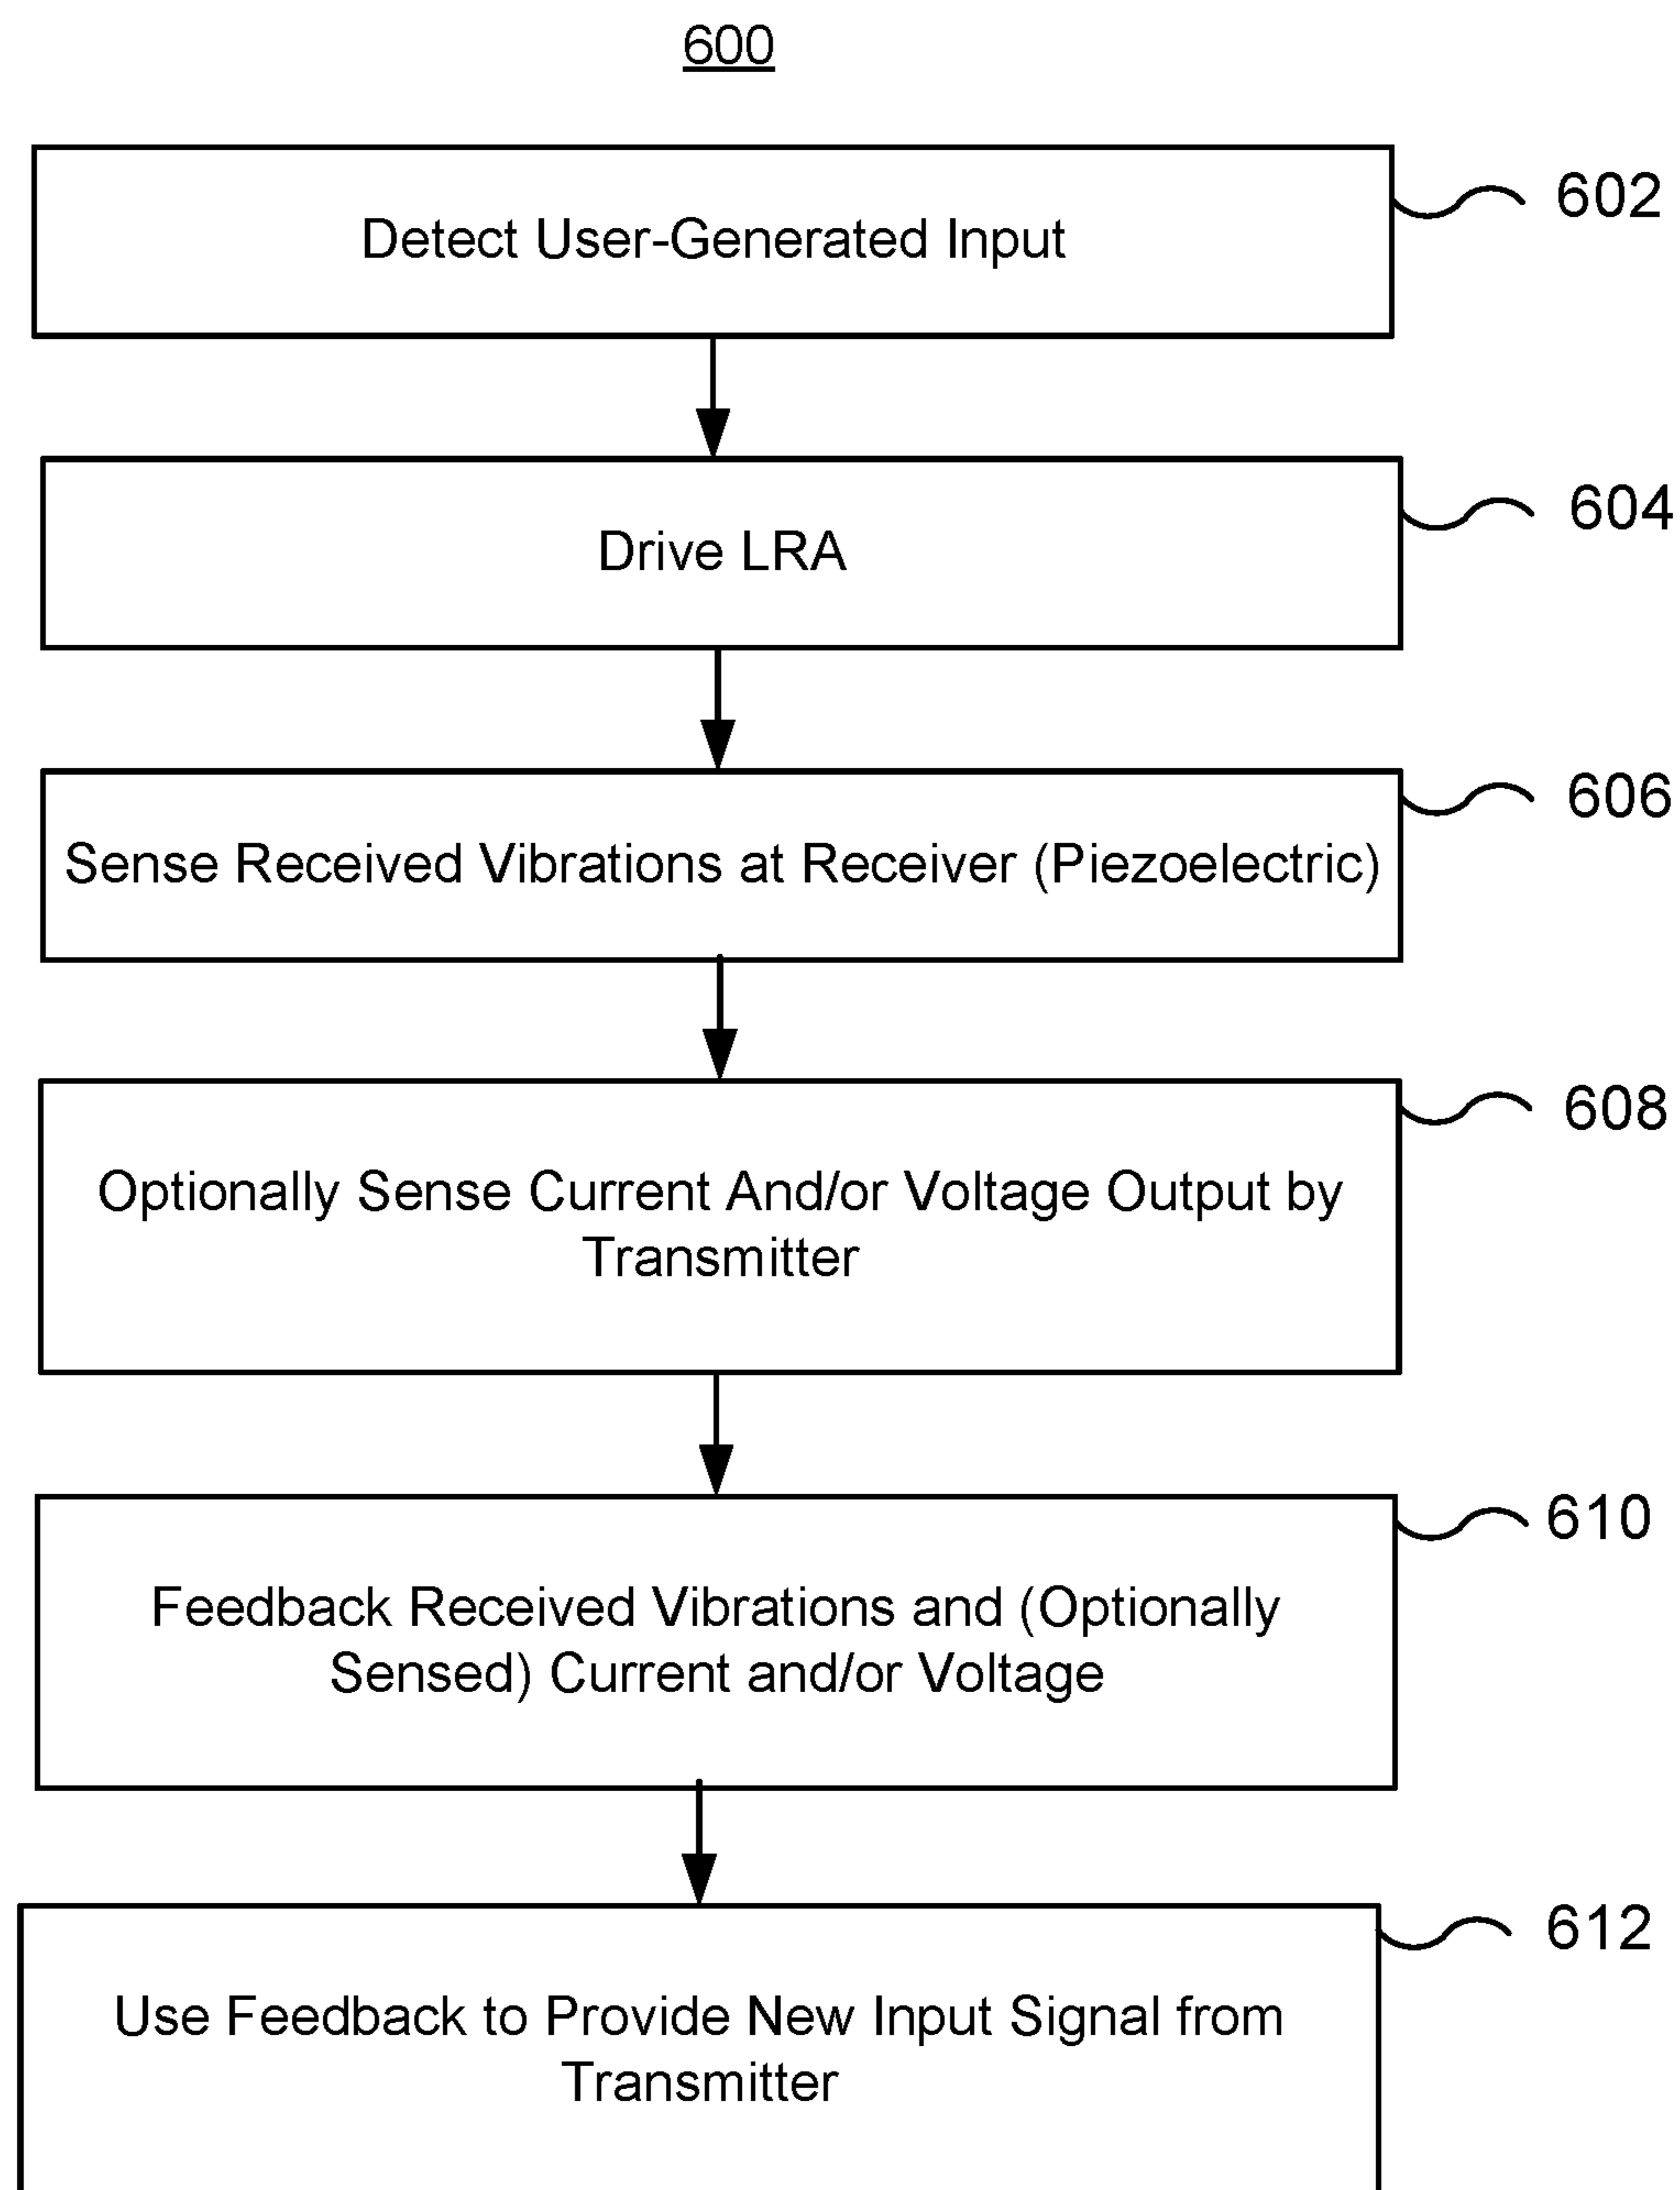 600
Detect User-Generated Input
602
Drive LRA
604
Sense Received Vibrations at Receiver (Piezoelectric)
606
Optionally Sense Current And/or Voltage Output by
Transmitter
608
Feedback Received Vibrations and (Optionally
Sensed) Current and/or Voltage
610
Use Feedback to Provide New Input Signal from
Transmitter
612